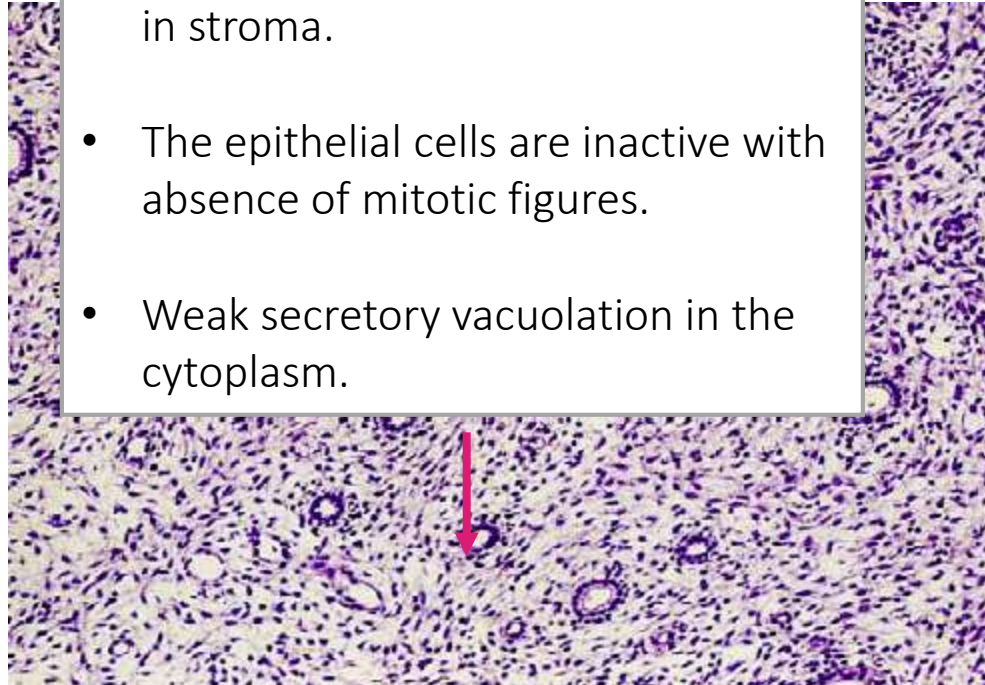 in stroma.
• The epithelial cells are inactive with
absence of mitotic figures.
• Weak secretory vacuolation in the
cytoplasm.